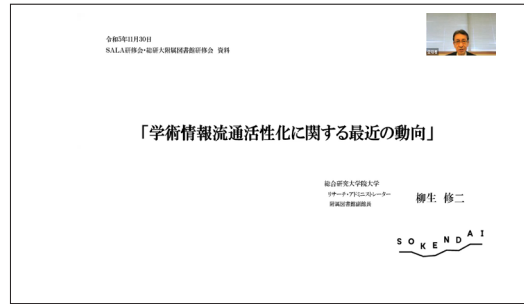 令和5年11月30日
SALA研修会・総研大附属図書館研修会 資料
「学術情報流通活性化に関する最近の動向」
総合研究大学院大学
リサーチ・アドミニストレーター
附属図書館副館長
柳生 修二
SOKENDAI